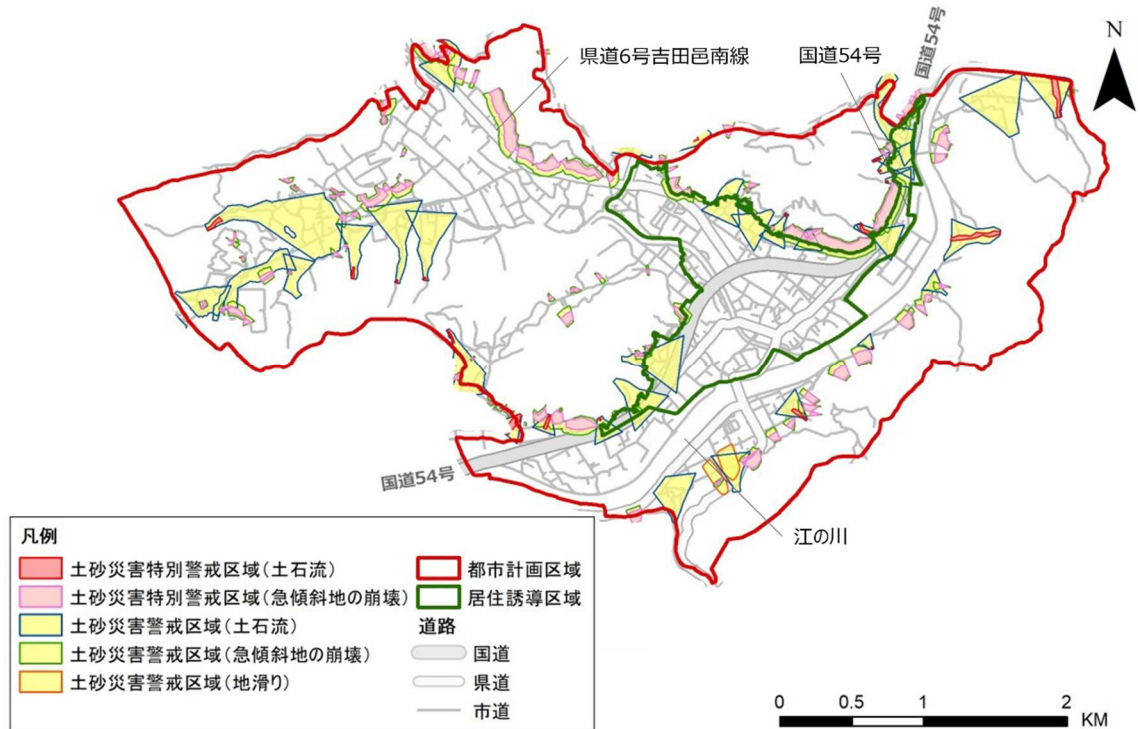 県道6号吉田邑南線
国道54号
国道54号
N
国道54号
江の川
凡例
土砂災害特別警戒区域(土石流)
土砂災害特別警戒区域(急傾斜地の崩壊)
土砂災害警戒区域(土石流)
土砂災害警戒区域(急傾斜地の崩壊)
土砂災害警戒区域(地滑り)
都市計画区域
居住誘導区域
道路
国道
県道
市道
0 0.5 1 2
KM